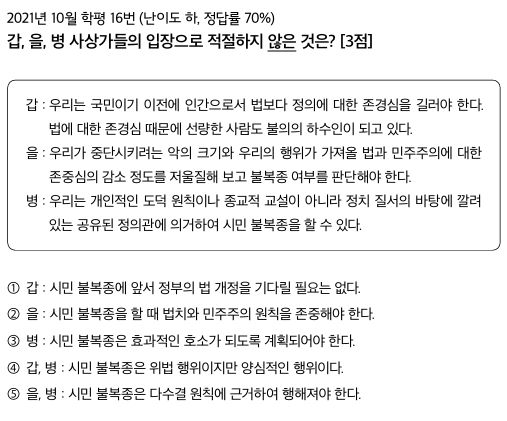 2021년 10월 학평 16번 (난이도 하, 정답률 70%)
갑, 을, 병 사상가들의 입장으로 적절하지 않은 것은? [3점]
갑 : 우리는 국민이기 이전에 인간으로서 법보다 정의에 대한 존경심을 길러야 한다.
법에 대한 존경심 때문에 선량한 사람도 불의의 하수인이 되고 있다.
을 : 우리가 중단시키려는 악의 크기와 우리의 행위가 가져올 법과 민주주의에 대한
존중심의 감소 정도를 저울질해 보고 불복종 여부를 판단해야 한다.
병 : 우리는 개인적인 도덕 원칙이나 종교적 교설이 아니라 정치 질서의 바탕에 깔려
있는 공유된 정의관에 의거하여 시민 불복종을 할 수 있다.
① 갑 : 시민 불복종에 앞서 정부의 법 개정을 기다릴 필요는 없다.
② 을 : 시민 불복종을 할 때 법치와 민주주의 원칙을 존중해야 한다.
③ 병 : 시민 불복종은 효과적인 호소가 되도록 계획되어야 한다.
④ 갑, 병 : 시민 불복종은 위법 행위이지만 양심적인 행위이다.
⑤ 을, 병 : 시민 불복종은 다수결 원칙에 근거하여 행해져야 한다.